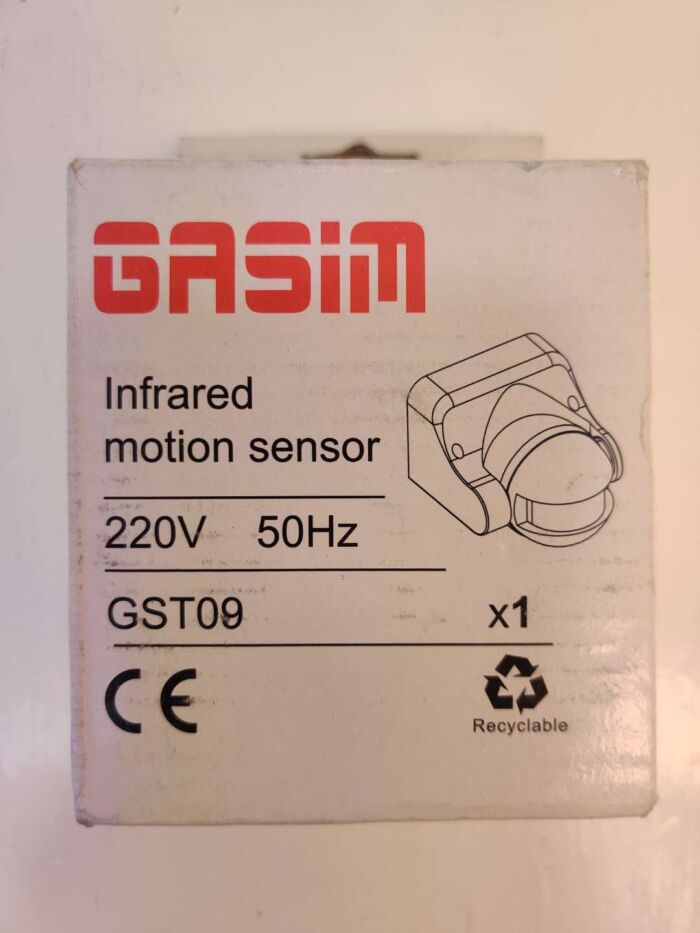 GASiM
Infrared
motion sensor
220V 50Hz
GST09 x1
CE
Recyclable